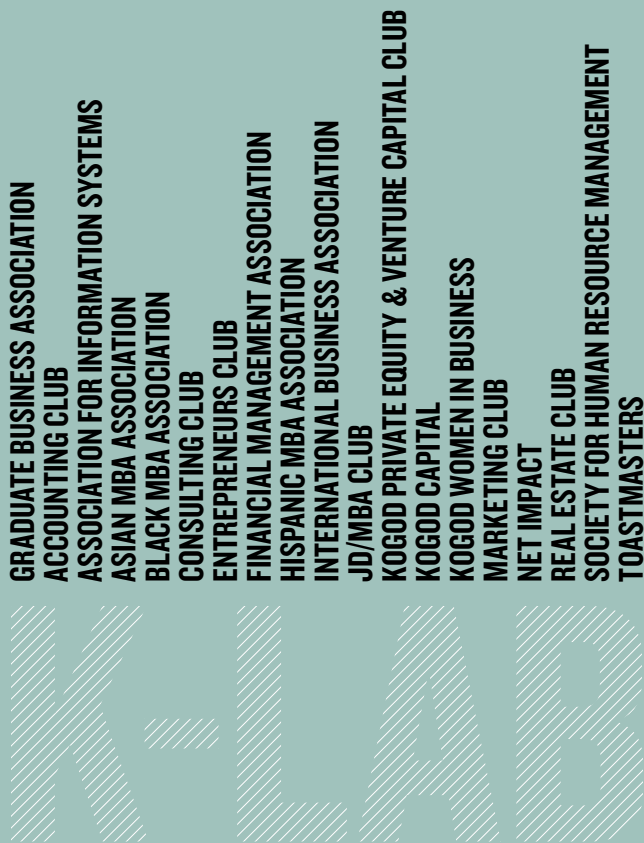 GRADUATE BUSINESS ASSOCIATION
ACCOUNTING CLUB
ASSOCIATION FOR INFORMATION SYSTEMS
ASIAN MBA ASSOCIATION
BLACK MBA ASSOCIATION
CONSULTING CLUB
ENTREPRENEURS CLUB
FINANCIAL MANAGEMENT ASSOCIATION
HISPANIC MBA ASSOCIATION
INTERNATIONAL BUSINESS ASSOCIATION
JD/MBA CLUB
KOGOD PRIVATE EQUITY & VENTURE CAPITAL CLUB
KOGOD CAPITAL
KOGOD WOMEN IN BUSINESS
MARKETING CLUB
NET IMPACT
REAL ESTATE CLUB
SOCIETY FOR HUMAN RESOURCE MANAGEMENT
TOASTMASTERS
K-LAB